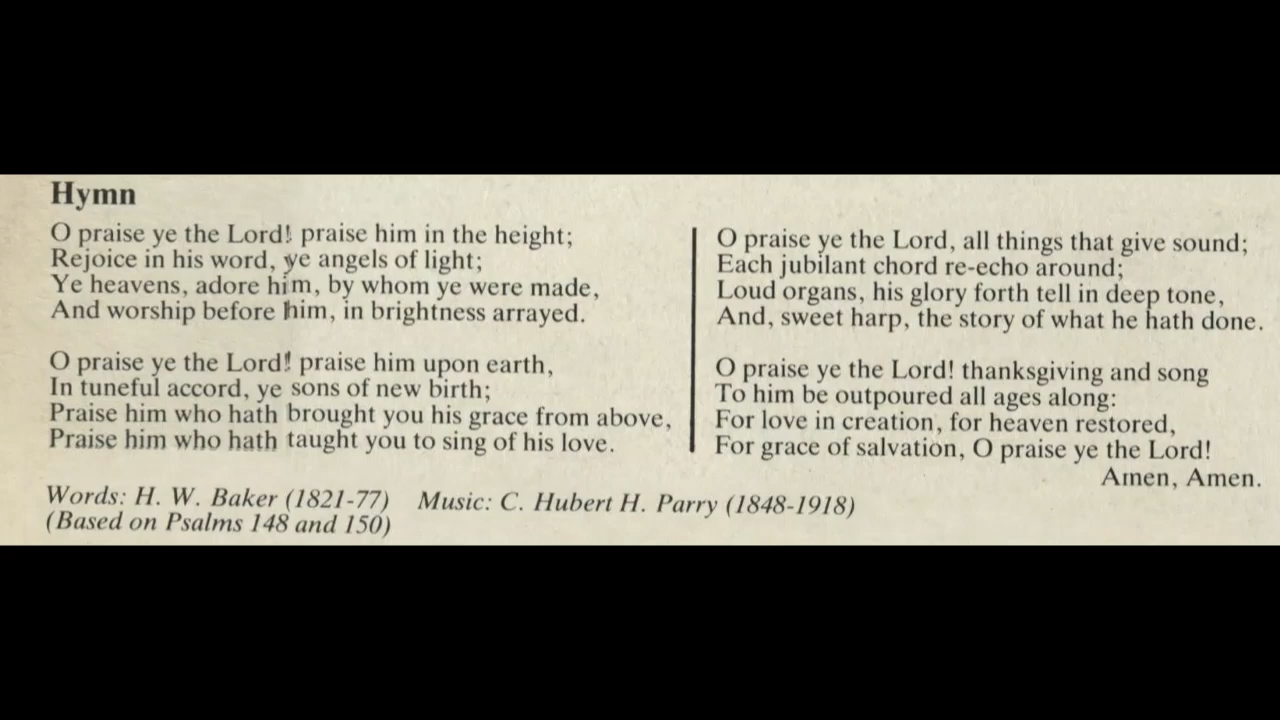 Hymn
O praise ye the Lord! praise him in the height;
Rejoice in his word, ye angels of light;
Ye heavens, adore him, by whom ye were made,
And worship before him, in brightness arrayed.
O praise ye the Lord! praise him upon earth,
In tuneful accord, ye sons of new birth;
Praise him who hath brought you his grace from above,
Praise him who hath taught you to sing of his love.
O praise ye the Lord, all things that give sound;
Each jubilant chord re-echo around;
Loud organs, his glory forth tell in deep tone,
And, sweet harp, the story of what he hath done.
O praise ye the Lord! thanksgiving and song
To him be outpoured all ages along:
For love in creation, for heaven restored,
For grace of salvation, O praise ye the Lord!
Amen, Amen.
Words: H. W. Baker (1821-77) Music: C. Hubert H. Parry (1848-1918)
(Based on Psalms 148 and 150)